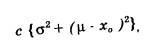 c {σ² + (μ - x₀)²},